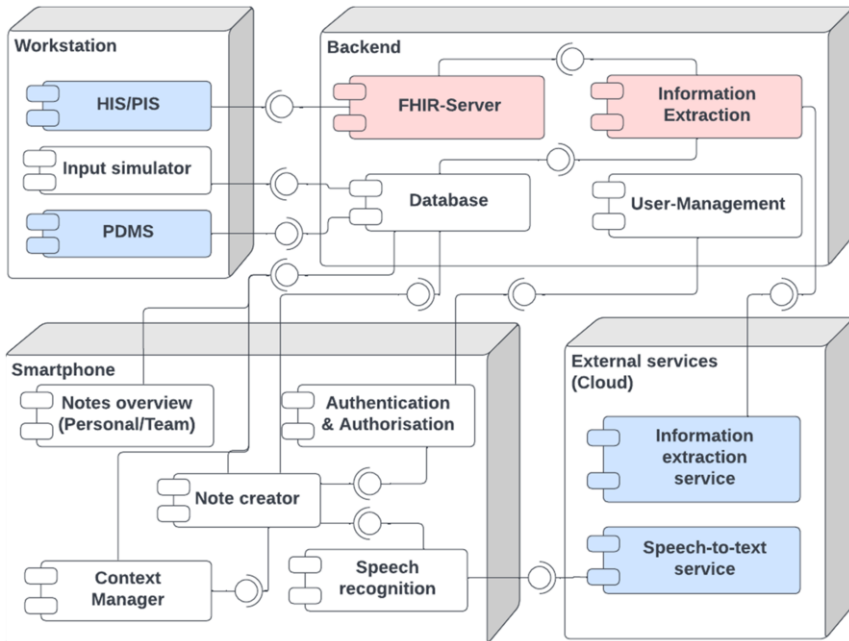 Workstation
HIS/PIS
Input simulator
PDMS
Backend
FHIR-Server
Information
Extraction
Database
User-Management
Smartphone
Notes overview
(Personal/Team)
Authentication
& Authorisation
Note creator
Context
Manager
Speech
recognition
External services
(Cloud)
Information
extraction
service
Speech-to-text
service